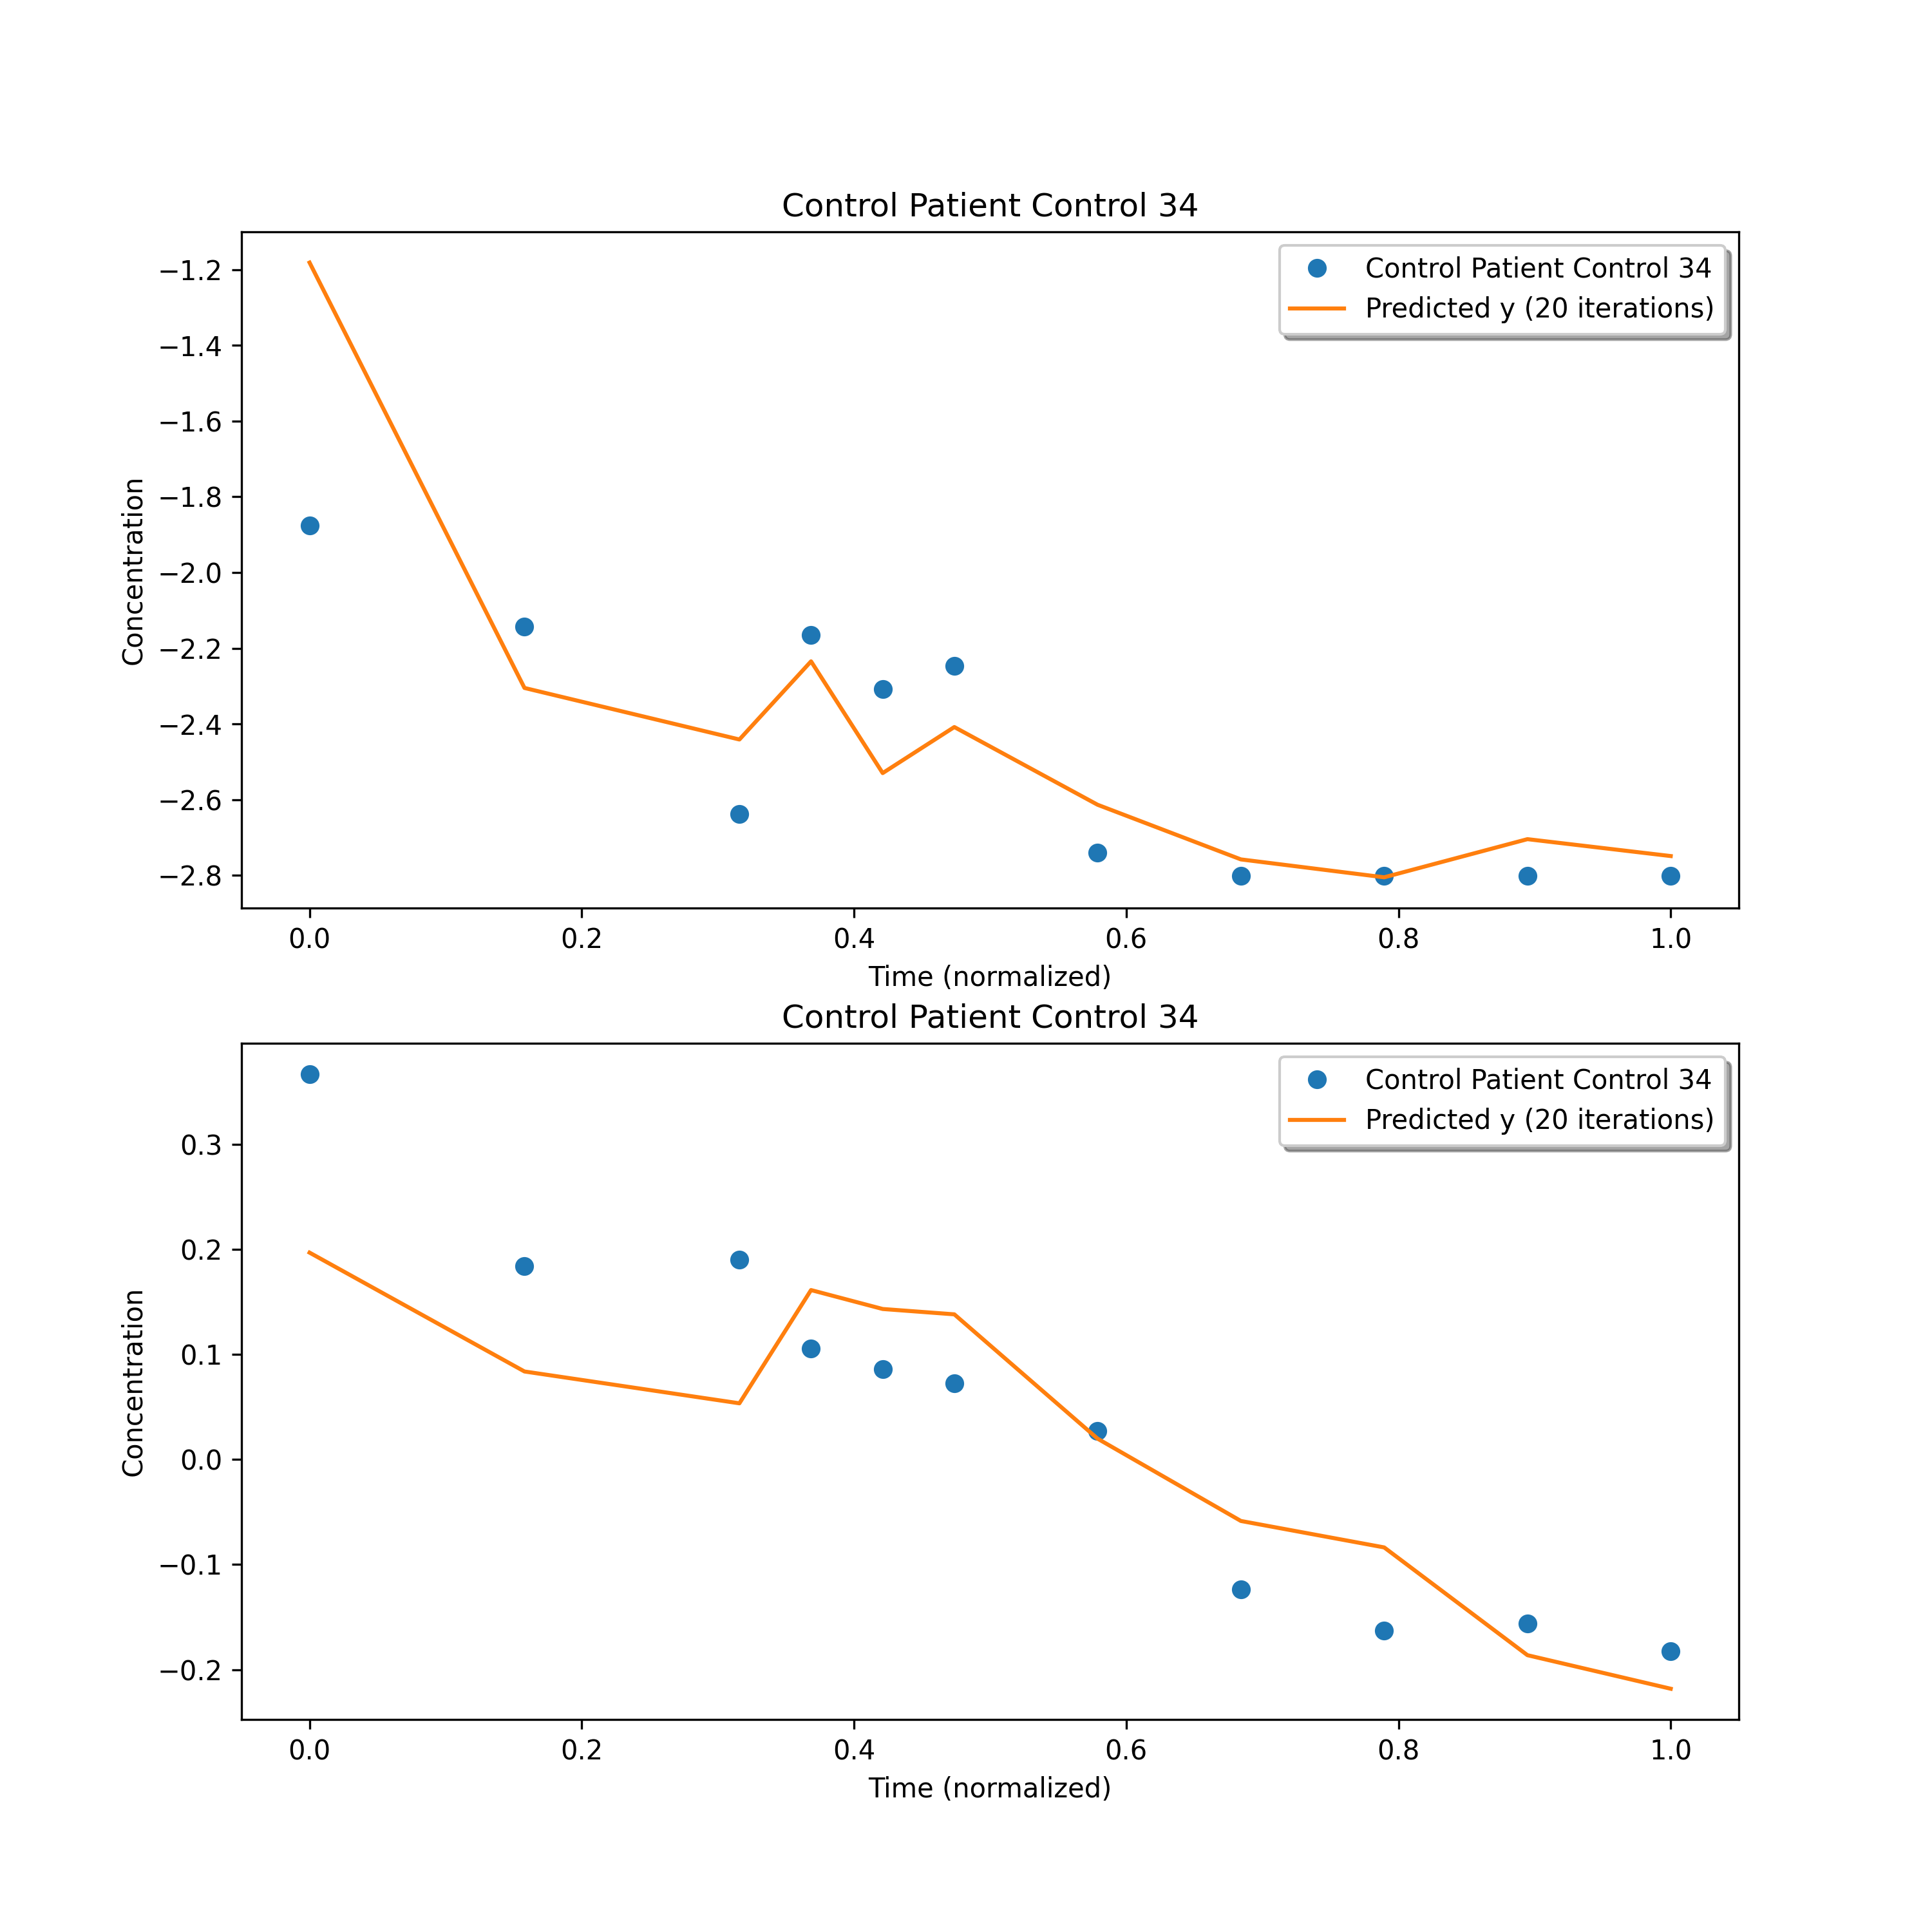 Control Patient Control 34
Control Patient Control 34
Predicted y (20 iterations)
−1.2
−1.4
−1.6
−1.8
−2.0
−2.2
−2.4
−2.6
−2.8
Concentration
0.0 0.2 0.4 0.6 0.8 1.0
Time (normalized)
Control Patient Control 34
Control Patient Control 34
Predicted y (20 iterations)
0.3
0.2
0.1
0.0
−0.1
−0.2
Concentration
0.0 0.2 0.4 0.6 0.8 1.0
Time (normalized)